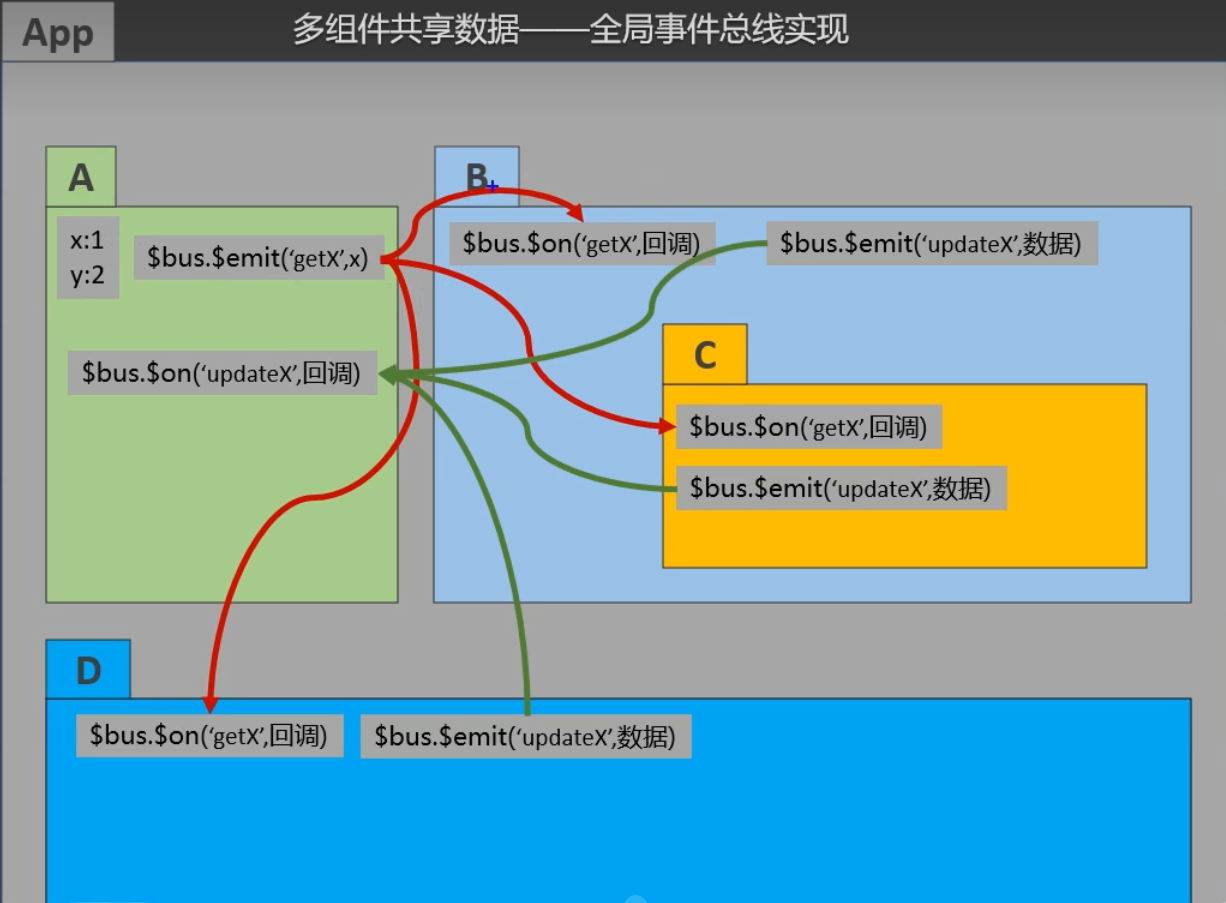 App
多组件共享数据——全局事件总线实现
A
x:1
y:2
$bus.$emit(‘getX’,x)
$bus.$on(‘updateX’,回调)
B
$bus.$on(‘getX’,回调)
$bus.$emit(‘updateX’,数据)
C
$bus.$on(‘getX’,回调)
$bus.$emit(‘updateX’,数据)
D
$bus.$on(‘getX’,回调)
$bus.$emit(‘updateX’,数据)